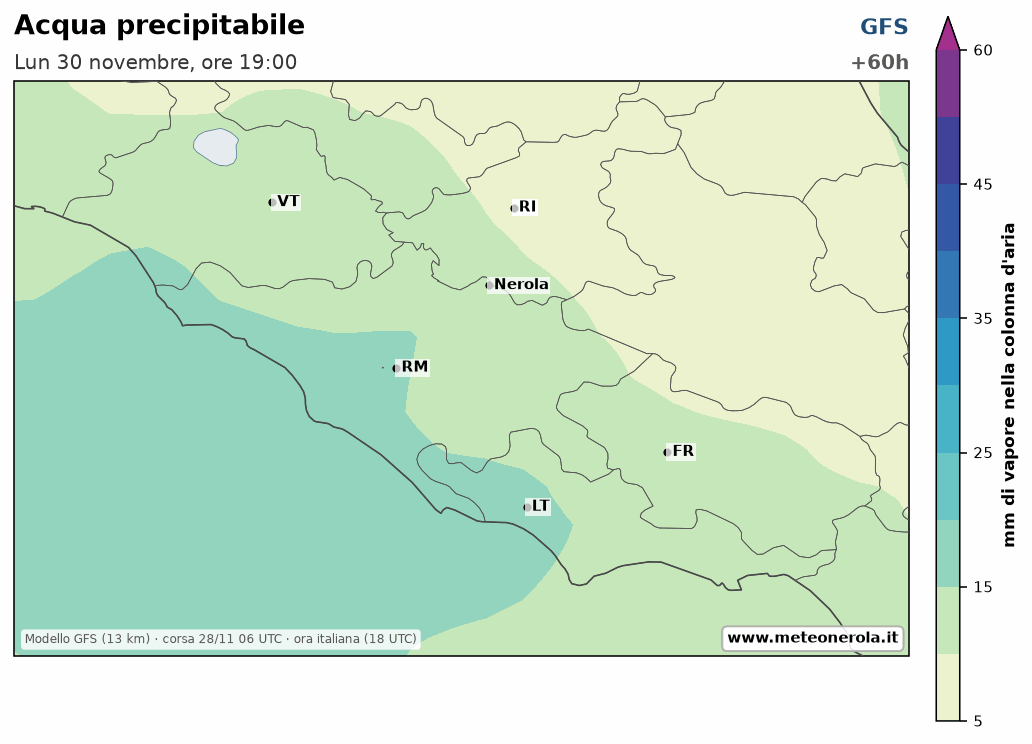 Acqua precipitabile
GFS
Lun 30 novembre, ore 19:00
+60h
VT
RI
Nerola
RM
FR
LT
Modello GFS (13 km) · corsa 28/11 06 UTC · ora italiana (18 UTC)
www.meteonerola.it
60
45
35
25
15
5
mm di vapore nella colonna d'aria